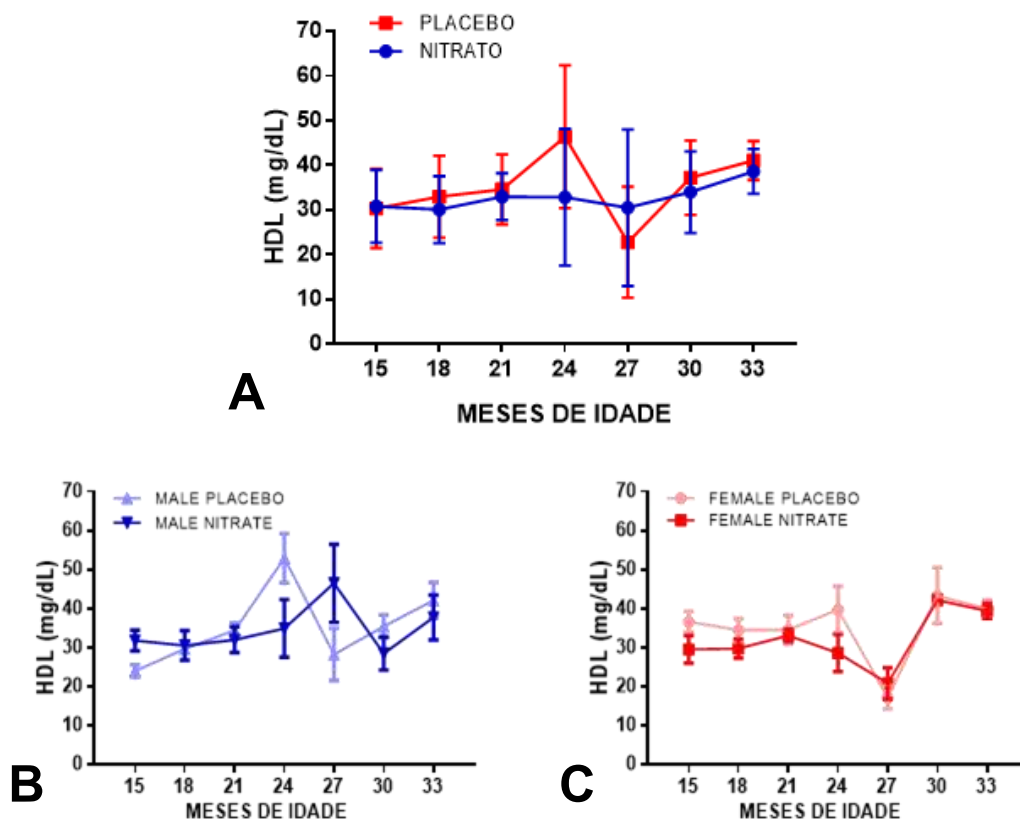 PLACEBO
NITRATO
HDL (mg/dL)
70
60
50
40
30
20
10
0
15 18 21 24 27 30 33
MESES DE IDADE
A
MALE PLACEBO
MALE NITRATE
HDL (mg/dL)
70
60
50
40
30
20
10
0
15 18 21 24 27 30 33
MESES DE IDADE
B
FEMALE PLACEBO
FEMALE NITRATE
HDL (mg/dL)
70
60
50
40
30
20
10
0
15 18 21 24 27 30 33
MESES DE IDADE
C